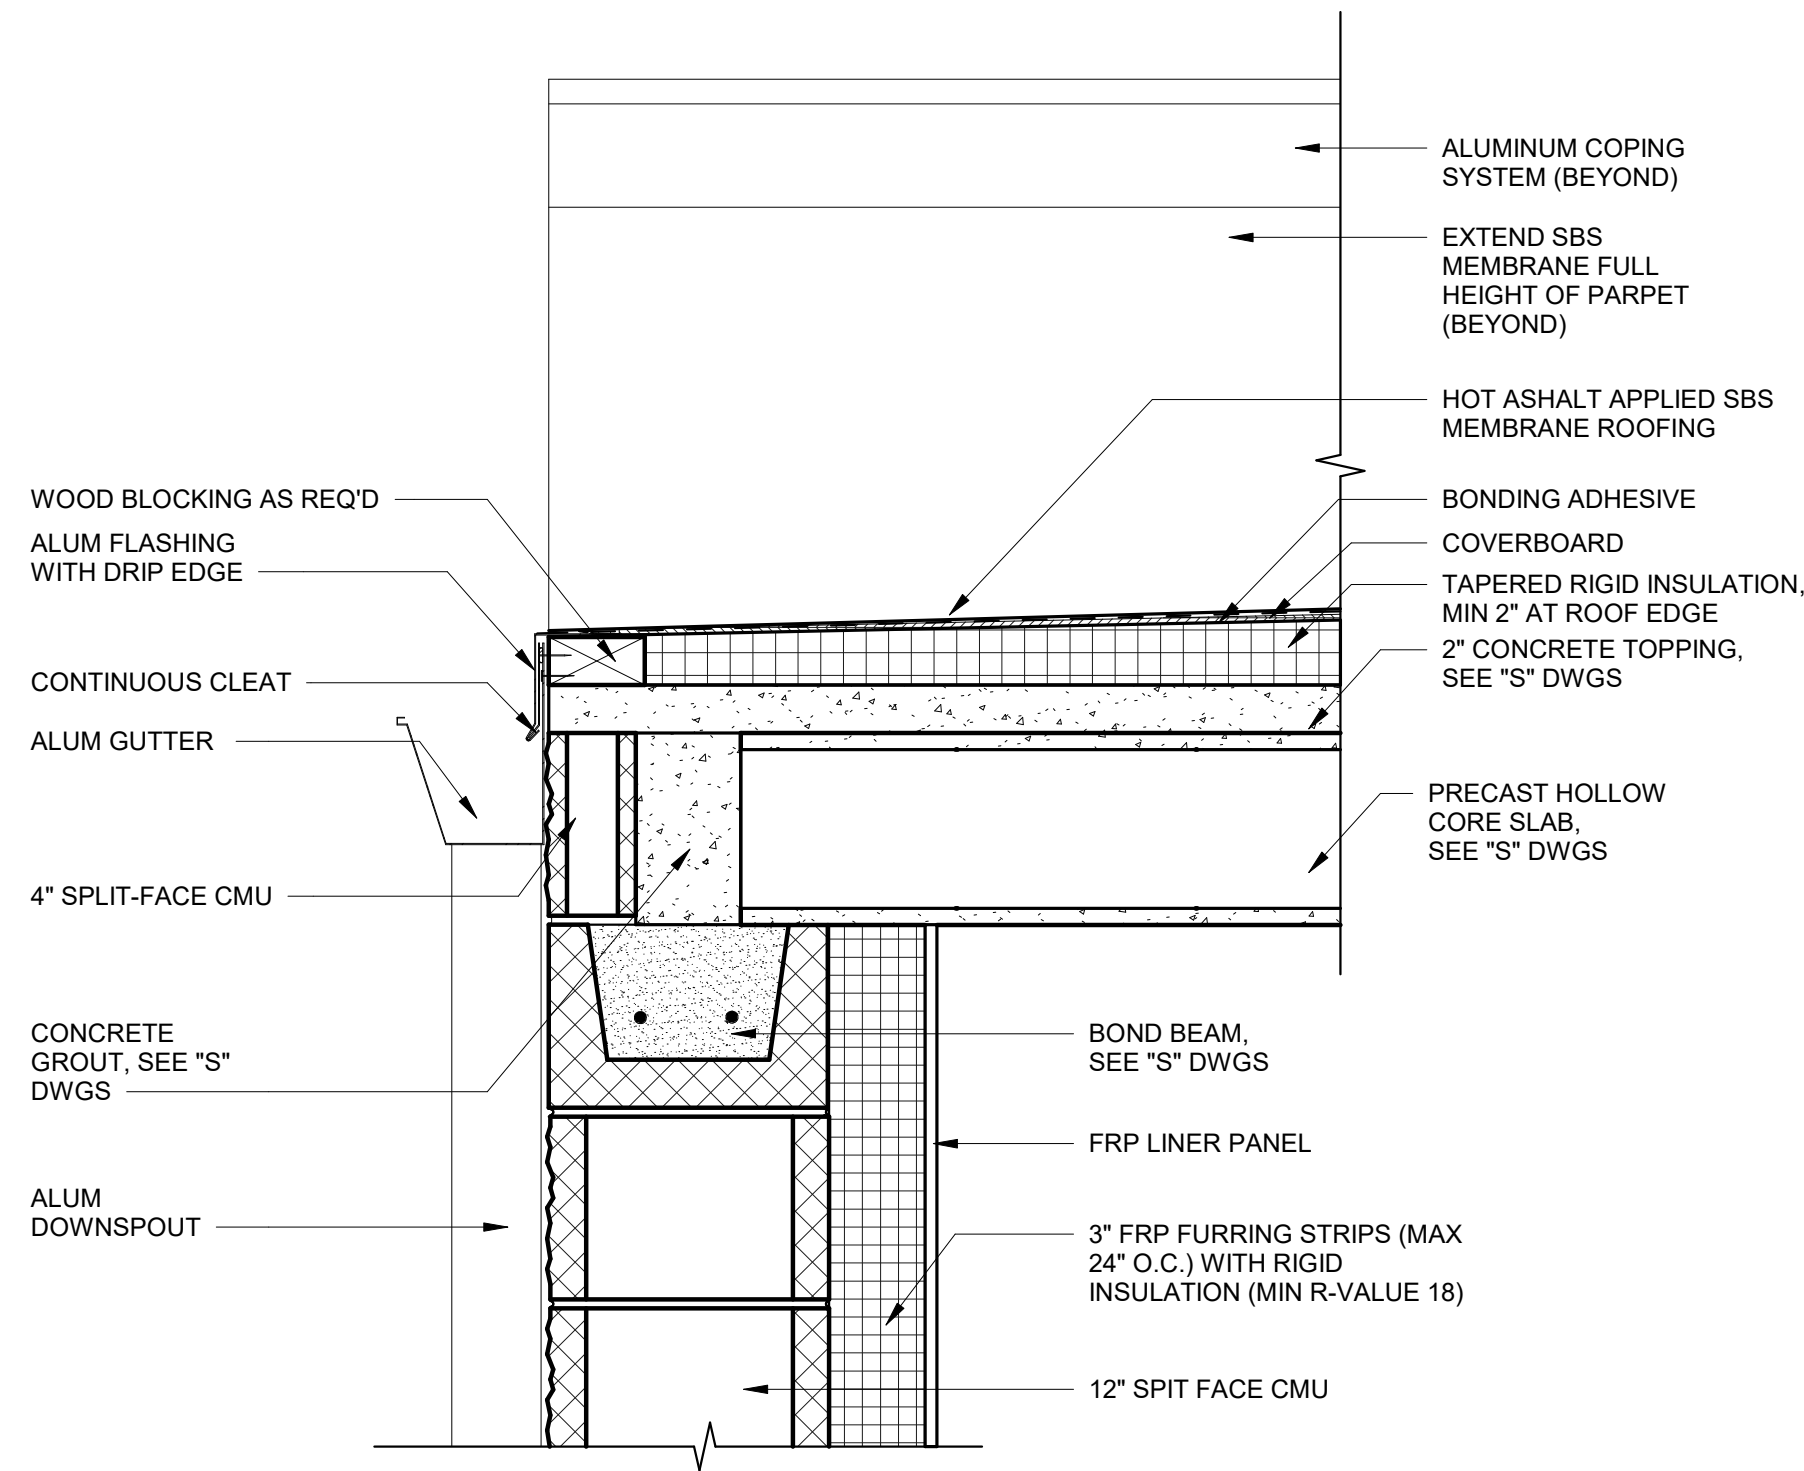 ALUMINUM COPING
SYSTEM (BEYOND)
EXTEND SBS
MEMBRANE FULL
HEIGHT OF PARPET
(BEYOND)
HOT ASHALT APPLIED SBS
MEMBRANE ROOFING
WOOD BLOCKING AS REQ'D
ALUM FLASHING
WITH DRIP EDGE
CONTINUOUS CLEAT
ALUM GUTTER
4" SPLIT-FACE CMU
CONCRETE
GROUT, SEE "S"
DWGS
ALUM
DOWNSPOUT
BONDING ADHESIVE
COVERBOARD
TAPERED RIGID INSULATION,
MIN 2" AT ROOF EDGE
2" CONCRETE TOPPING,
SEE "S" DWGS
PRECAST HOLLOW
CORE SLAB,
SEE "S" DWGS
BOND BEAM,
SEE "S" DWGS
FRP LINER PANEL
3" FRP FURRING STRIPS (MAX
24" O.C.) WITH RIGID
INSULATION (MIN R-VALUE 18)
12" SPIT FACE CMU